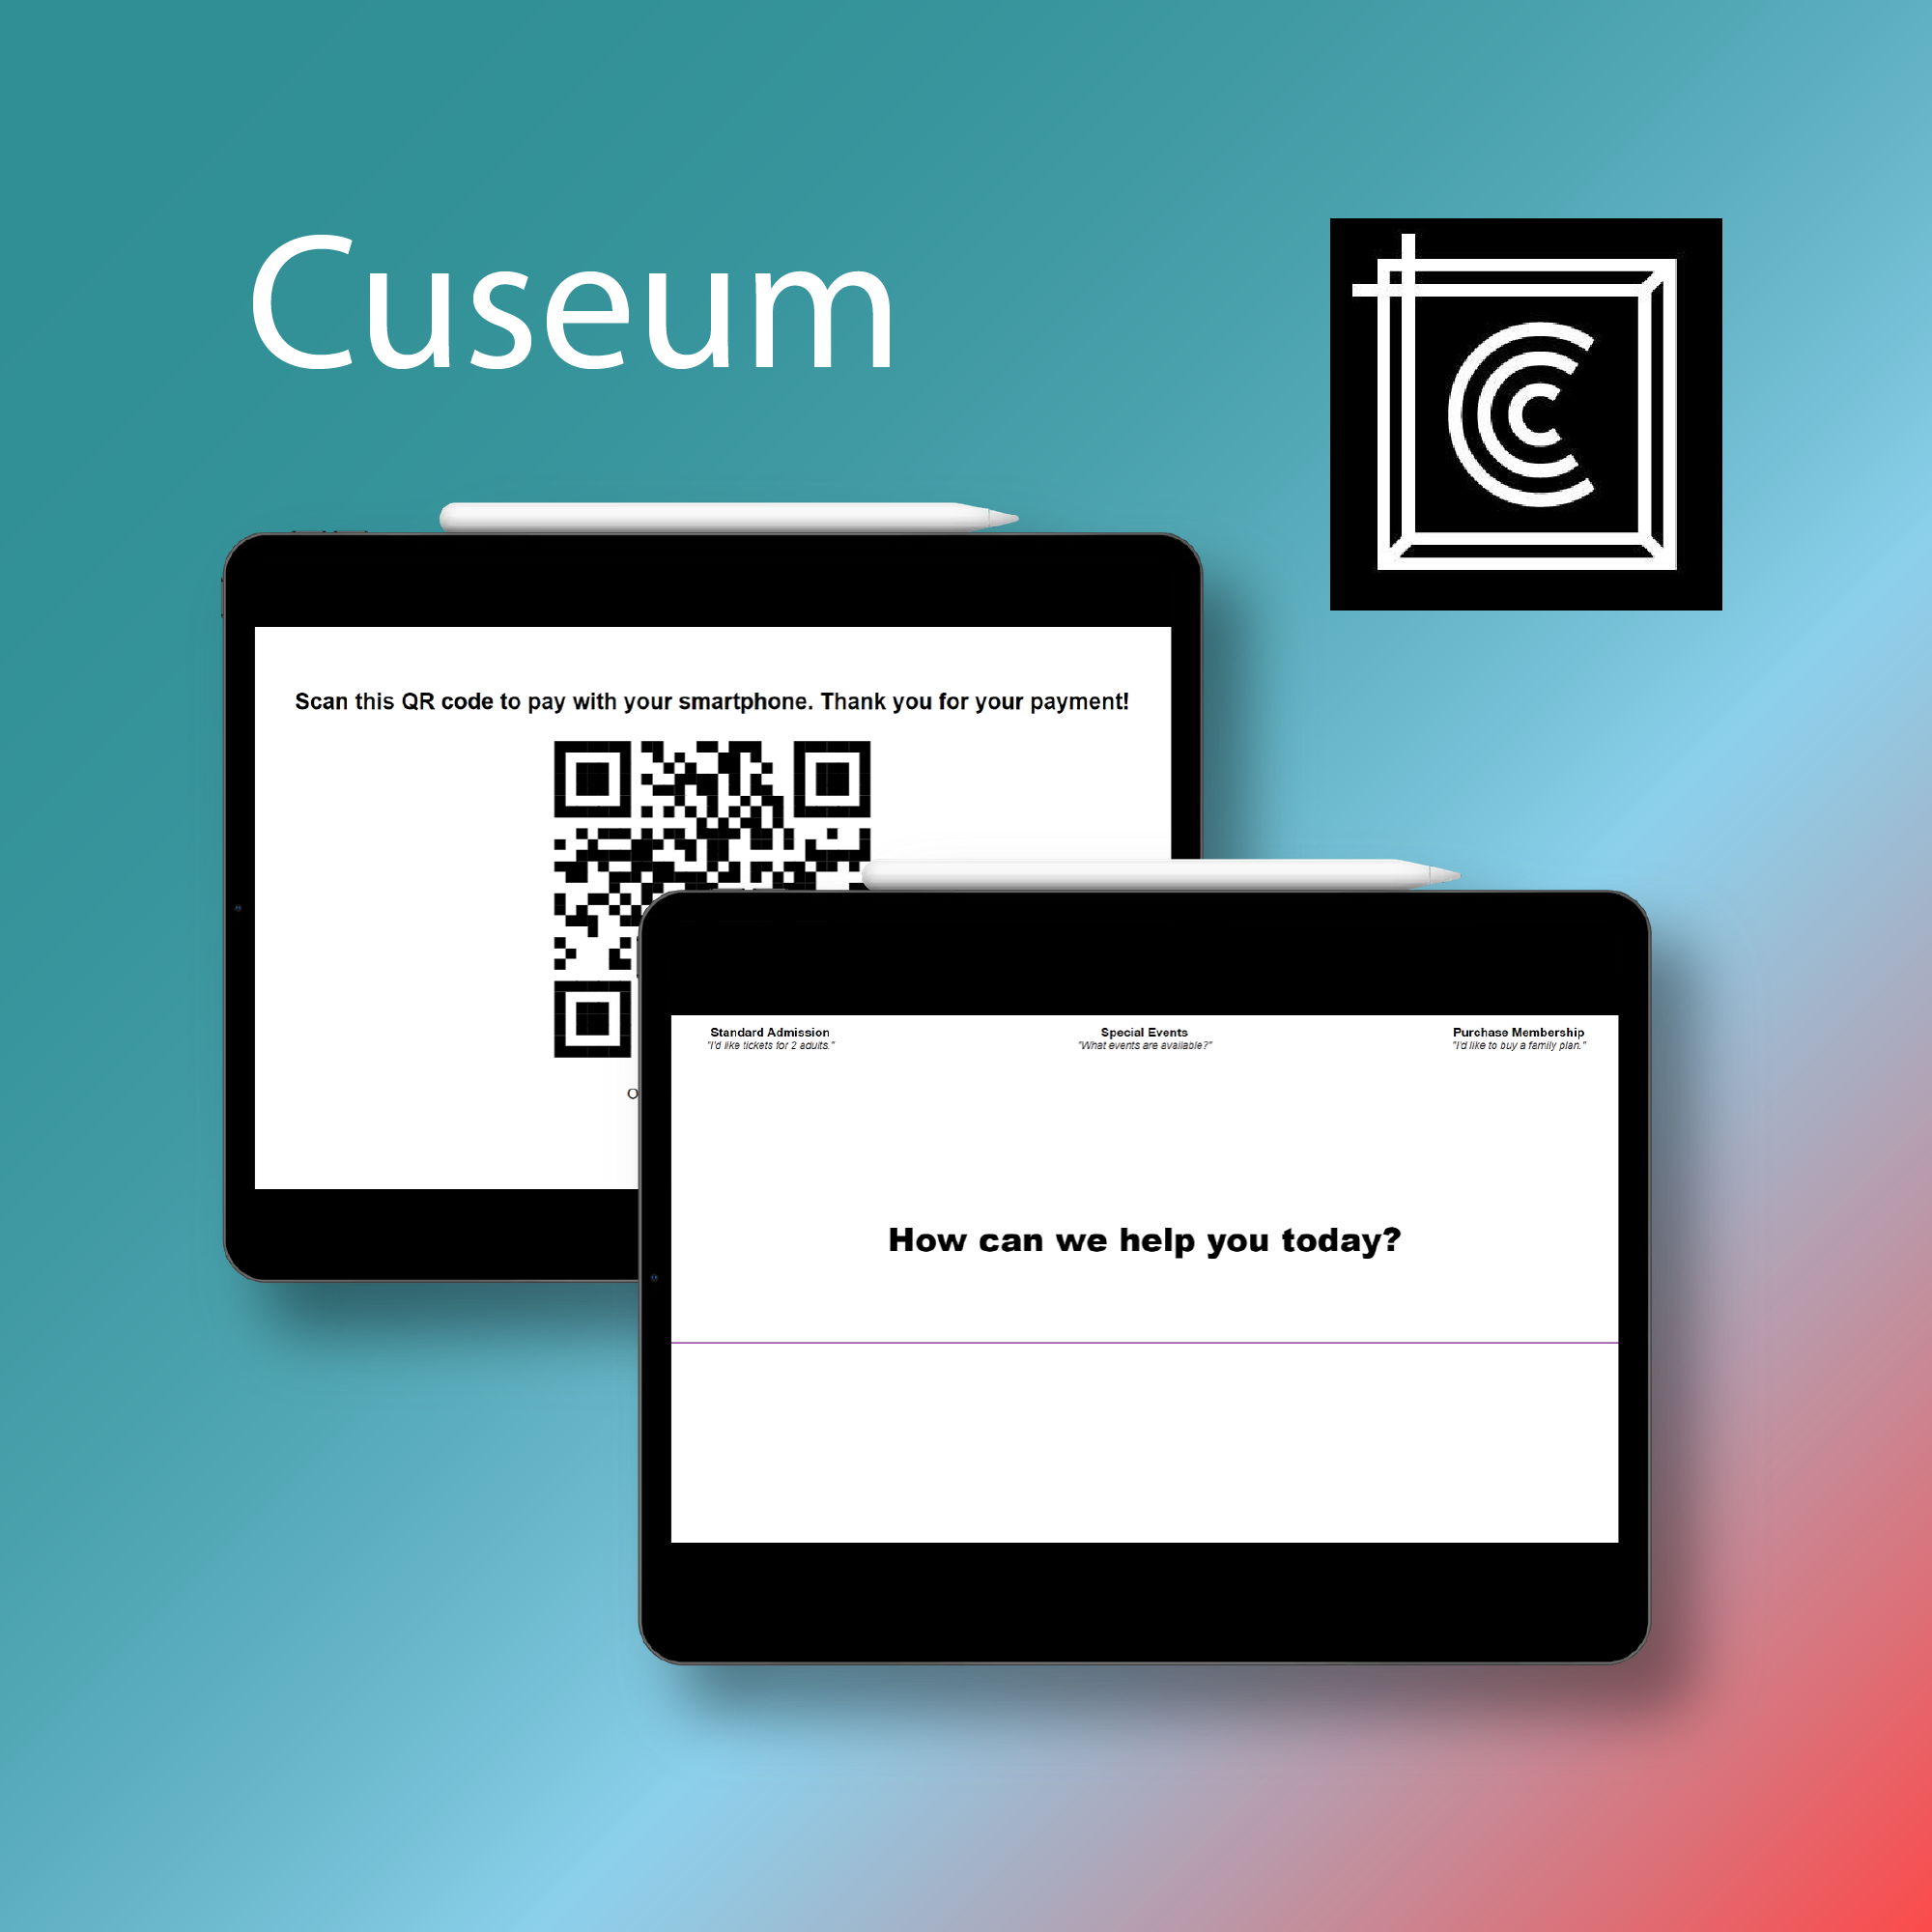 Cuseum
CCC
Scan this QR code to pay with your smartphone. Thank you for your payment!
O
Standard Admission
"I'd like tickets for 2 adults."
Special Events
"What events are available?"
Purchase Membership
"I'd like to buy a family plan."
How can we help you today?